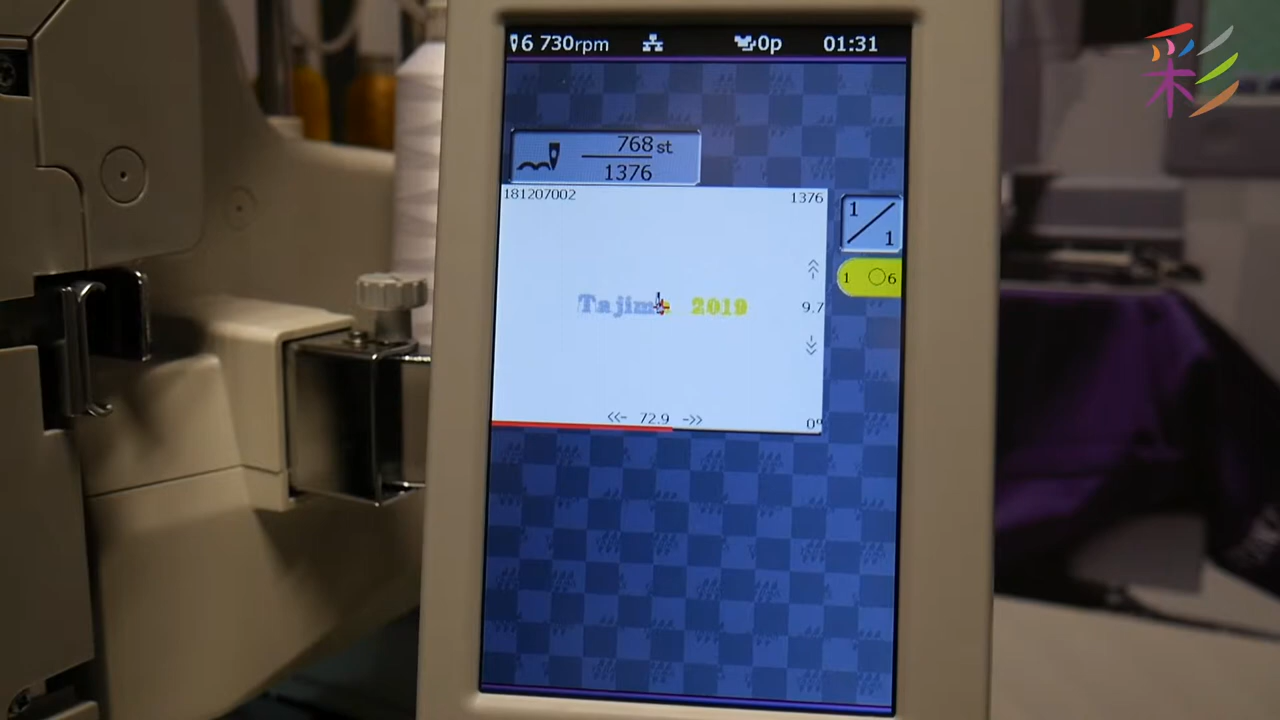 6 730rpm 0p 01:31
768 st
1376
181207002 1376
1
1
1 6
Tajima 2019
9.7
72.9
0°
彩